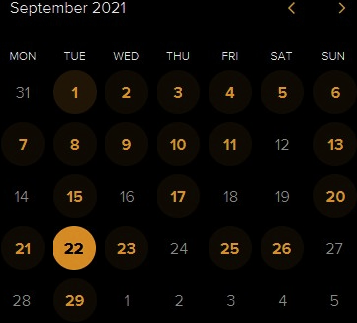 September 2021
MON TUE WED THU FRI SAT SUN
31 1 2 3 4 5 6
7 8 9 10 11 12 13
14 15 16 17 18 19 20
21 22 23 24 25 26 27
28 29 1 2 3 4 5